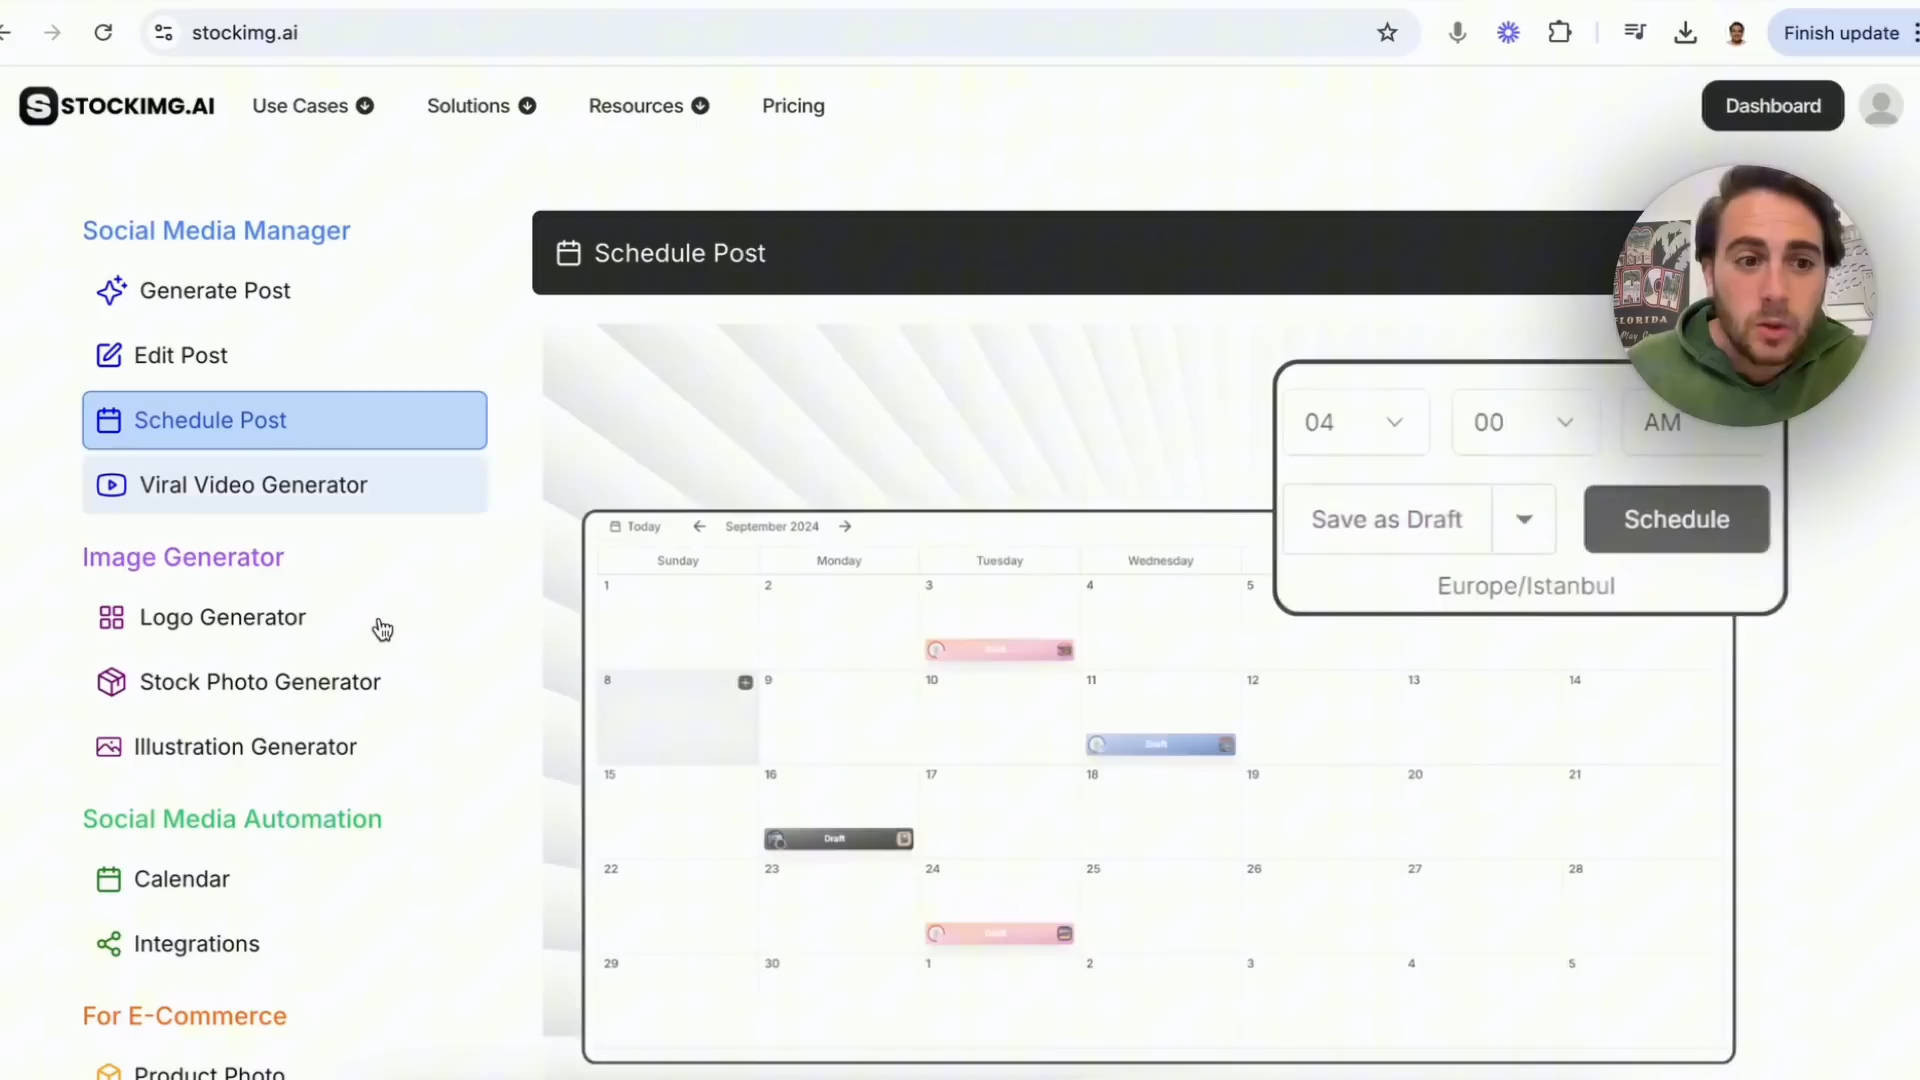 stockimg.ai
Finish update
STOCKIMG.AI
Use Cases
Solutions
Resources
Pricing
Dashboard
Social Media Manager
Generate Post
Edit Post
Schedule Post
Viral Video Generator
Image Generator
Logo Generator
Stock Photo Generator
Illustration Generator
Social Media Automation
Calendar
Integrations
For E-Commerce
Product Photo
Schedule Post
FLORIDA
04 00 AM
Save as Draft Schedule
Europe/Istanbul
Today September 2024
Sunday Monday Tuesday Wednesday
1 2 3 4 5
8 9 10 11 12 13 14
Draft
15 16 17 18 19 20 21
Draft
22 23 24 25 26 27 28
29 30 1 2 3 4 5